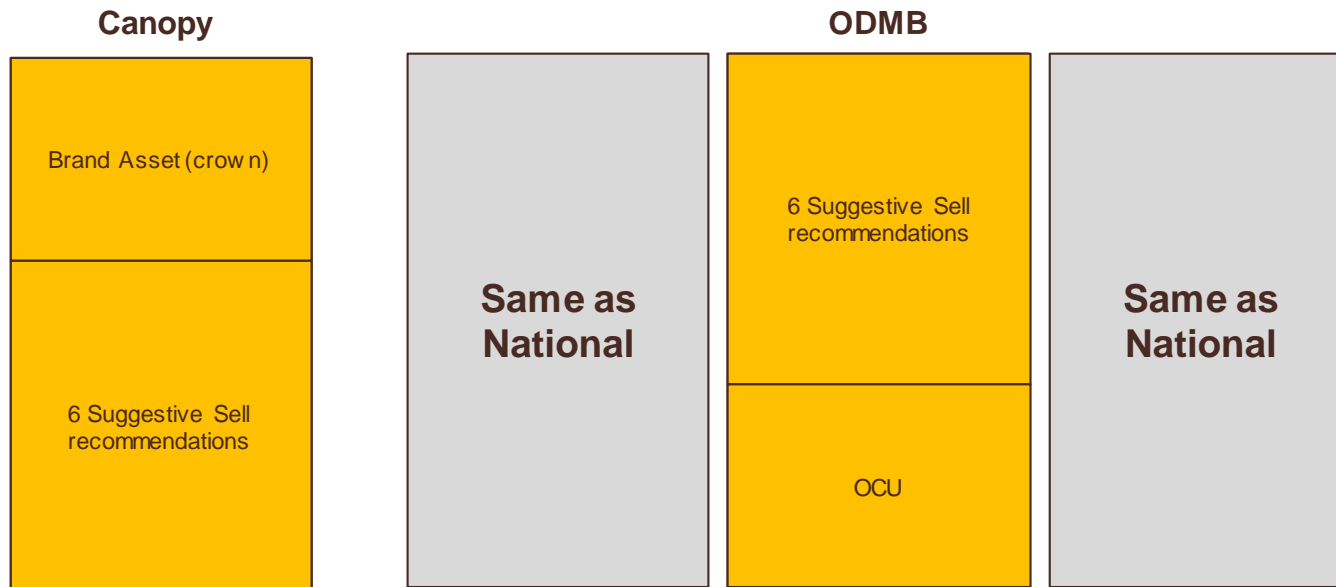 Canopy
ODMB
Brand Asset (crown)
6 Suggestive Sell
recommendations
Same as
National
6 Suggestive Sell
recommendations
OCU
Same as
National